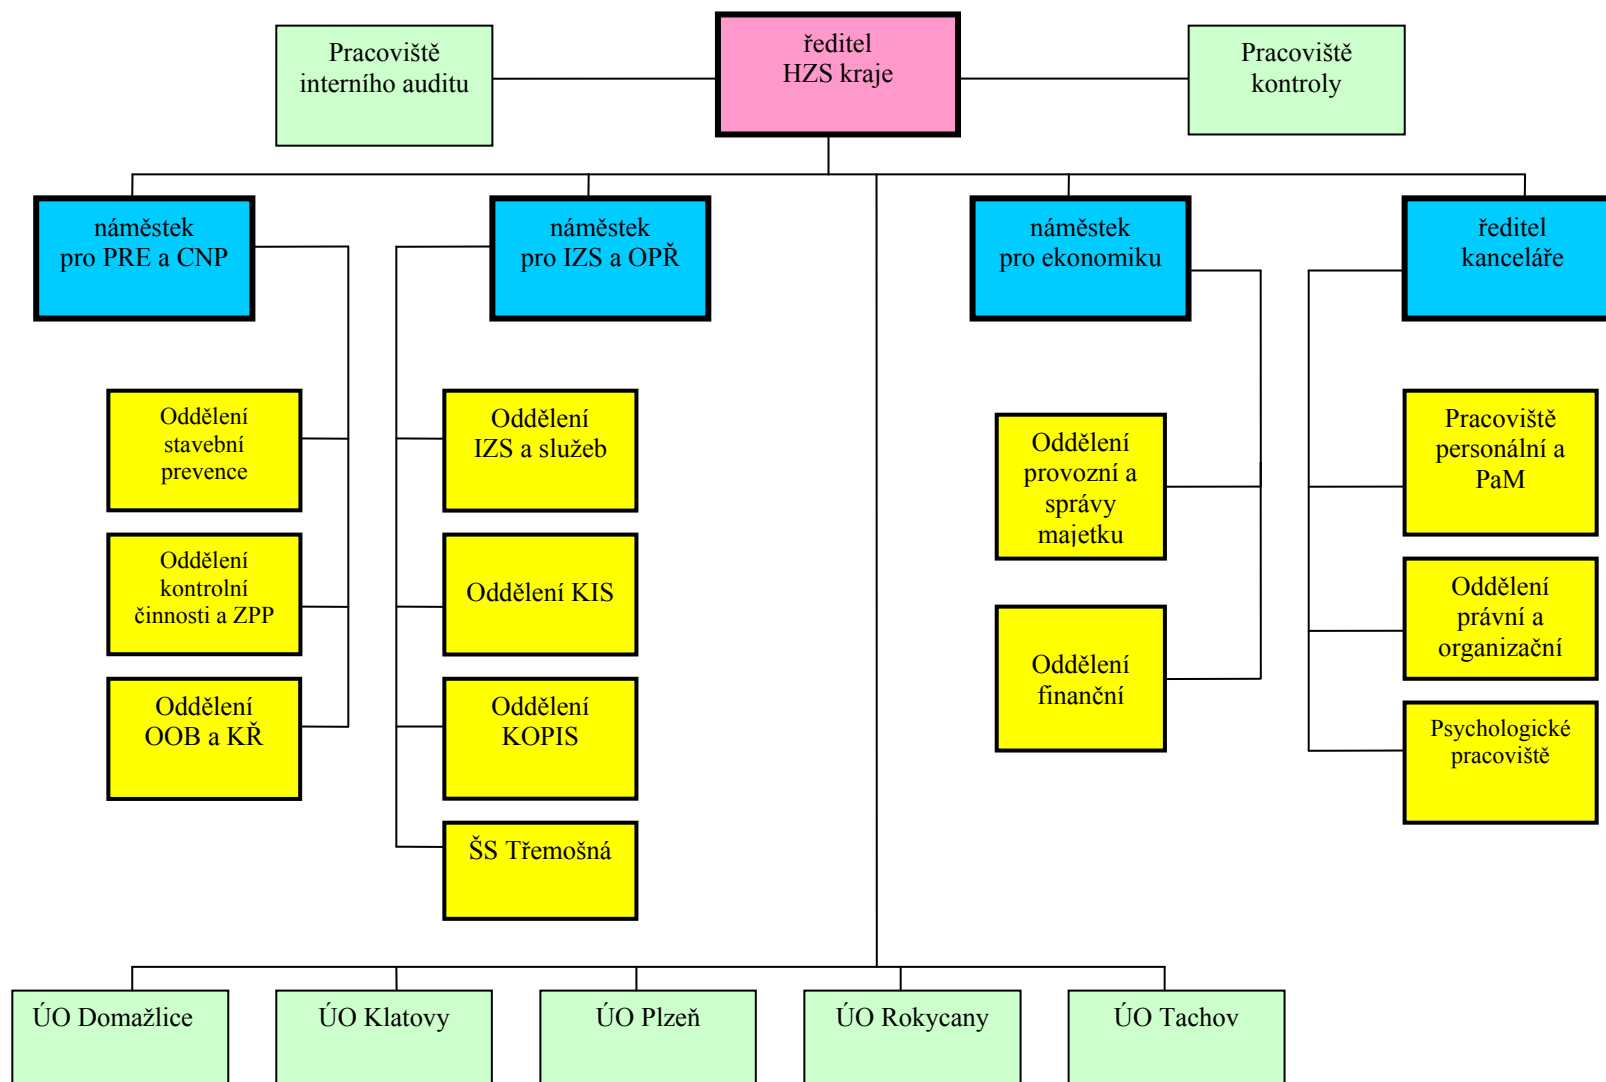 Pracoviště
interního auditu
ředitel
HZS kraje
Pracoviště
kontroly
náměstek
pro PRE a CNP
náměstek
pro IZS a OPŘ
náměstek
pro ekonomiku
ředitel
kanceláře
Oddělení
stavební
prevence
Oddělení
IZS a služeb
Oddělení
provozní a
správy
majetku
Pracoviště
personální a
PaM
Oddělení
kontrolní
činnosti a ZPP
Oddělení KIS
Oddělení
finanční
Oddělení
právní a
organizační
Oddělení
OOB a KŘ
Oddělení
KOPIS
Psychologické
pracoviště
ŠS Třemošná
ÚO Domažlice
ÚO Klatovy
ÚO Plzeň
ÚO Rokycany
ÚO Tachov